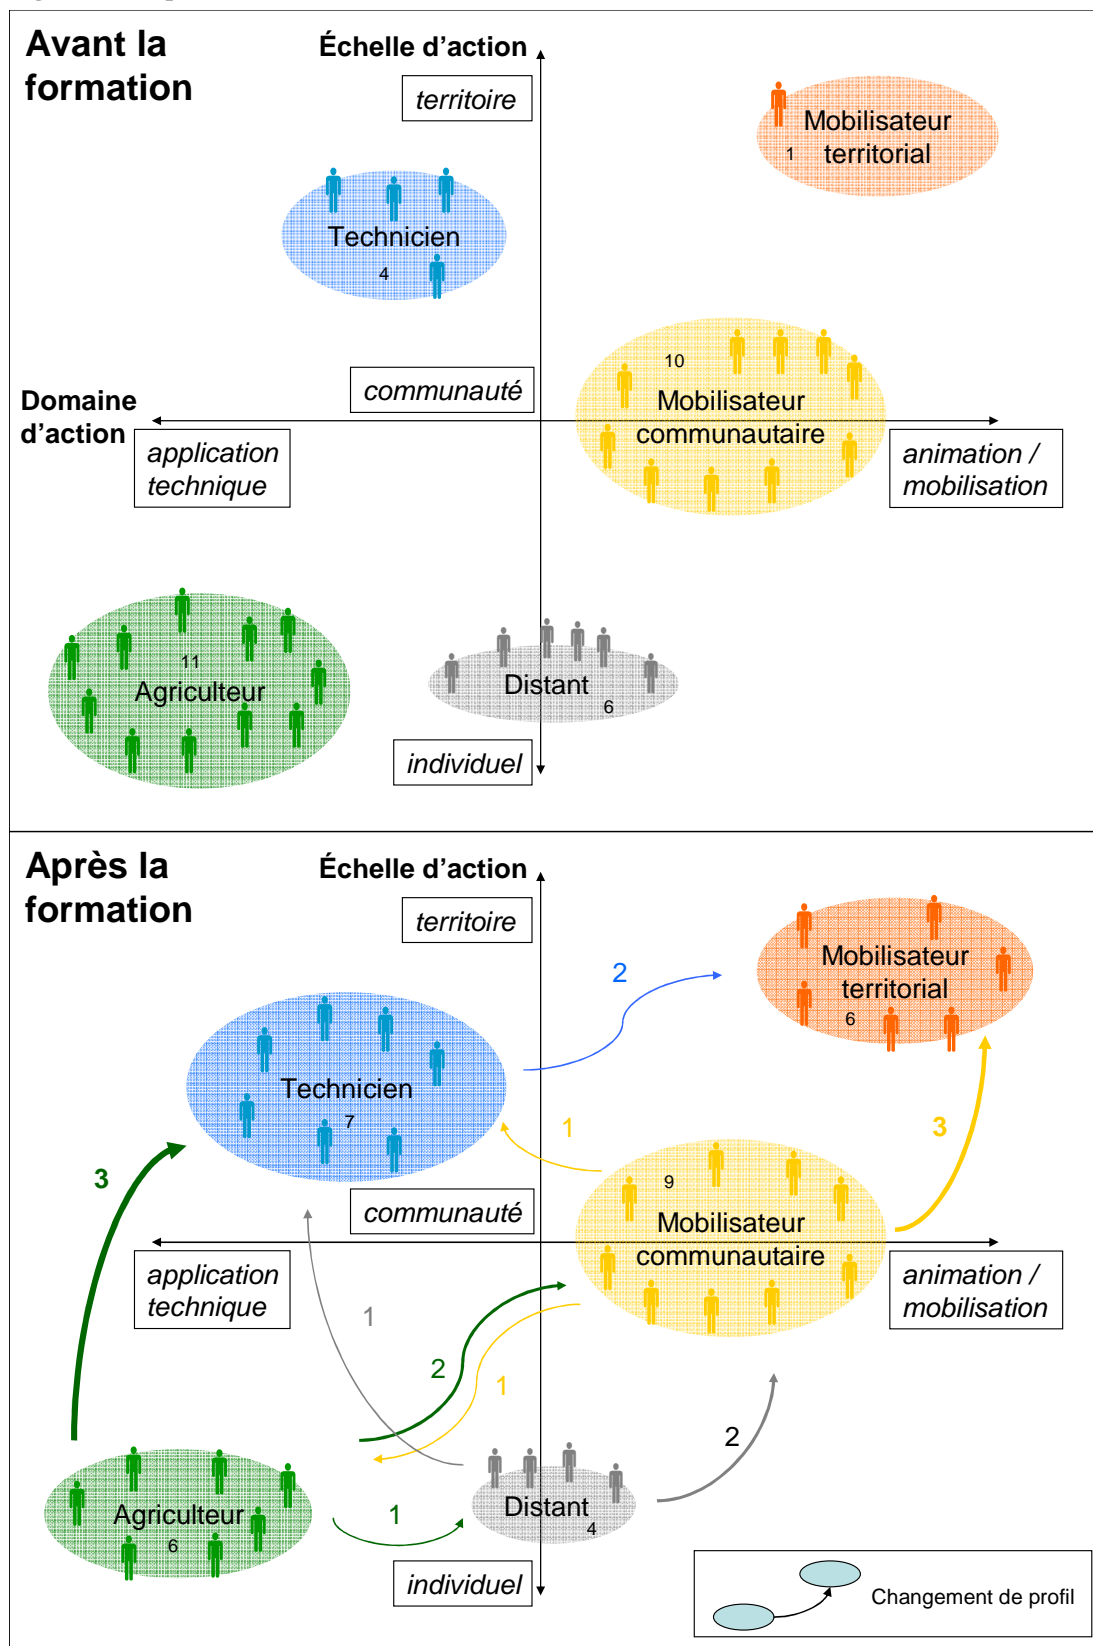 Avant la
formation
Échelle d'action
territoire
Mobilisateur
territorial
1
Technicien
4
communauté
10
Mobilisateur
communautaire
Domaine
d'action
application
technique
animation /
mobilisation
11
Agriculteur
Distant
6
individuel
Après la
formation
Échelle d'action
territoire
Mobilisateur
territorial
6
2
Technicien
7
1
3
3
communauté
9
Mobilisateur
communautaire
application
technique
animation /
mobilisation
1
2
1
2
Agriculteur
6
1
Distant
4
individuel
Changement de profil